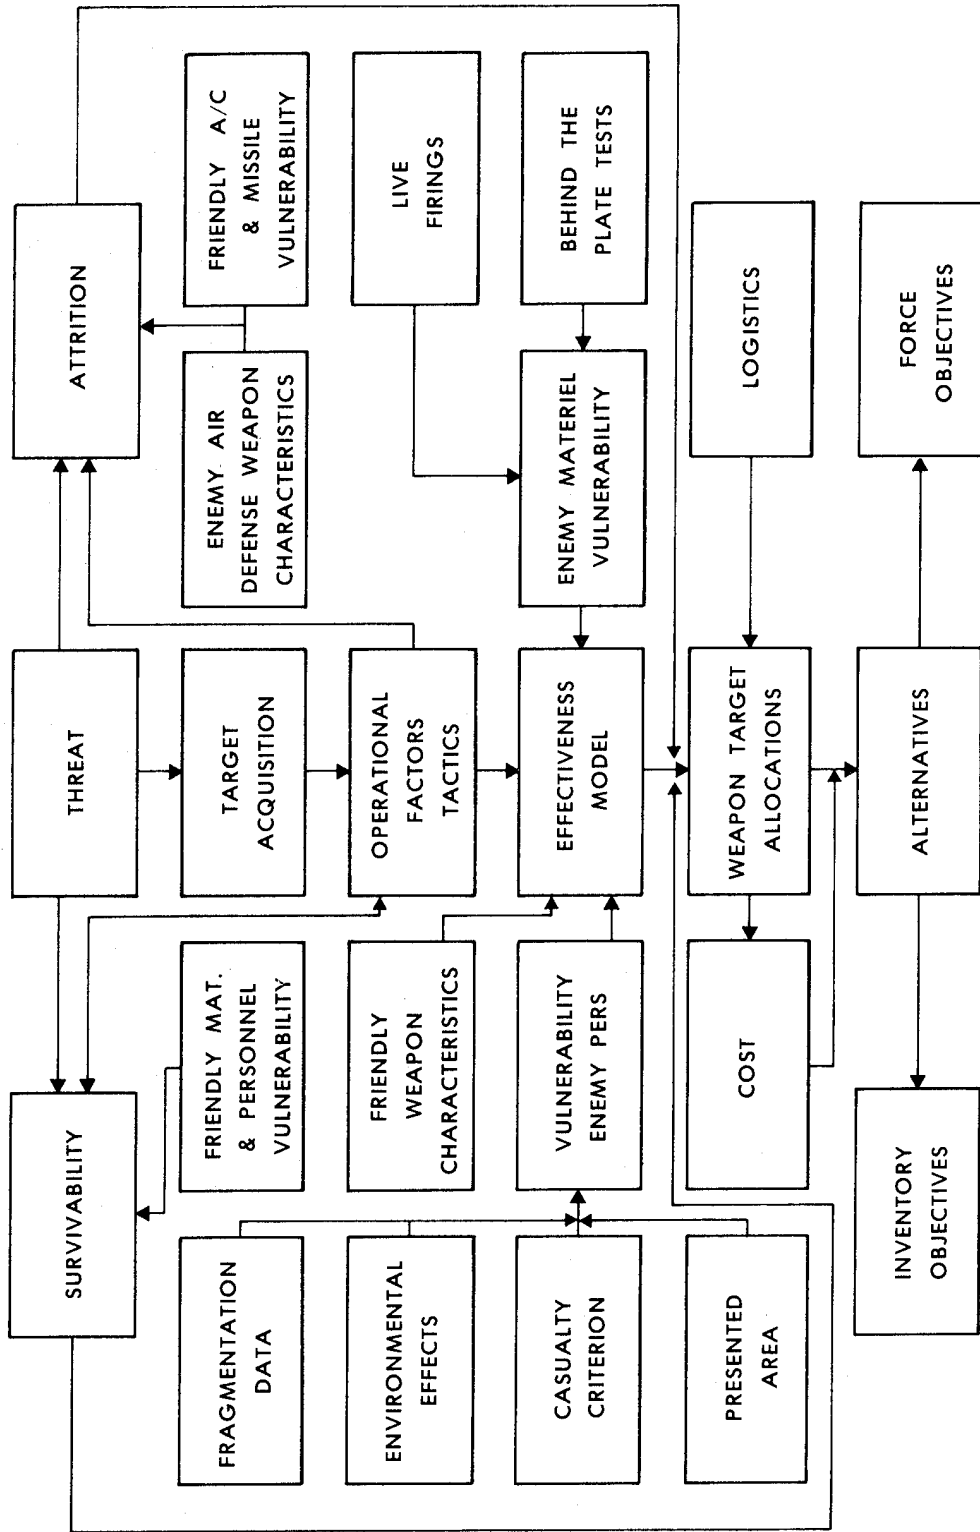 SURVIVABILITY
THREAT
ATTRITION
FRAGMENTATION
DATA
FRIENDLY MAT.
& PERSONNEL
VULNERABILITY
TARGET
ACQUISITION
ENEMY AIR
DEFENSE WEAPON
CHARACTERISTICS
FRIENDLY A/C
& MISSILE
VULNERABILITY
ENVIRONMENTAL
EFFECTS
FRIENDLY
WEAPON
CHARACTERISTICS
OPERATIONAL
FACTORS
TACTICS
LIVE
FIRINGS
CASUALTY
CRITERION
VULNERABILITY
ENEMY PERS
EFFECTIVENESS
MODEL
ENEMY MATERIEL
VULNERABILITY
BEHIND THE
PLATE TESTS
PRESENTED
AREA
COST
WEAPON TARGET
ALLOCATIONS
LOGISTICS
INVENTORY
OBJECTIVES
ALTERNATIVES
FORCE
OBJECTIVES